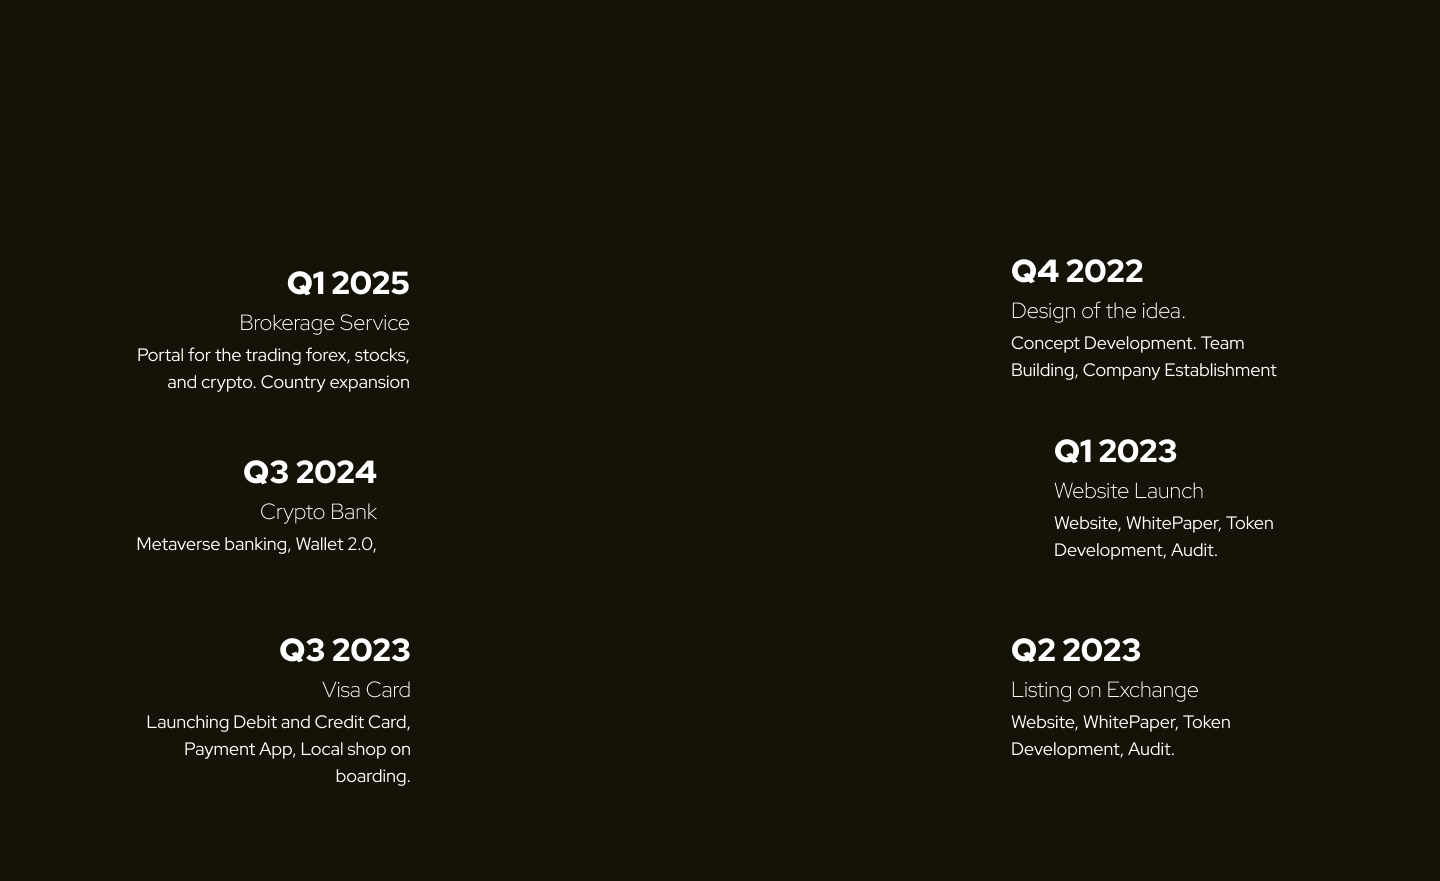 Q1 2025
Brokerage Service
Portal for the trading forex, stocks,
and crypto. Country expansion
Q3 2024
Crypto Bank
Metaverse banking, Wallet 2.0,
Q3 2023
Visa Card
Launching Debit and Credit Card,
Payment App, Local shop on
boarding.
Q4 2022
Design of the idea.
Concept Development. Team
Building, Company Establishment
Q1 2023
Website Launch
Website, WhitePaper, Token
Development, Audit.
Q2 2023
Listing on Exchange
Website, WhitePaper, Token
Development, Audit.